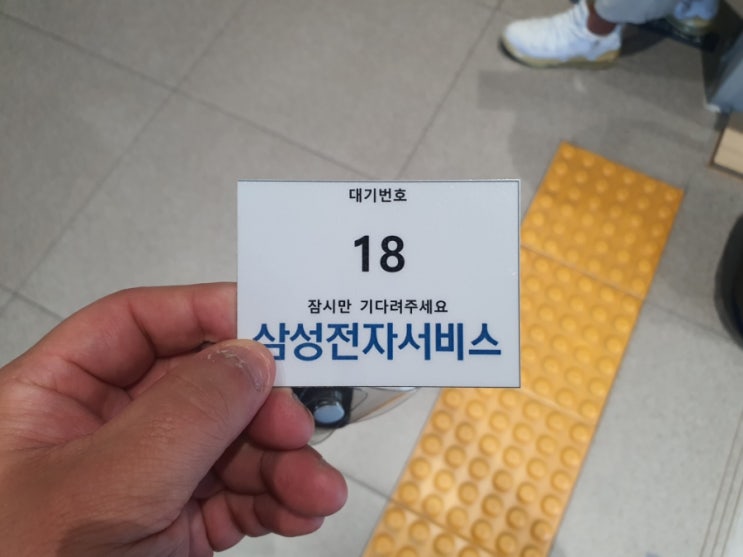 대기번호
18
잠시만 기다려주세요
삼성전자서비스